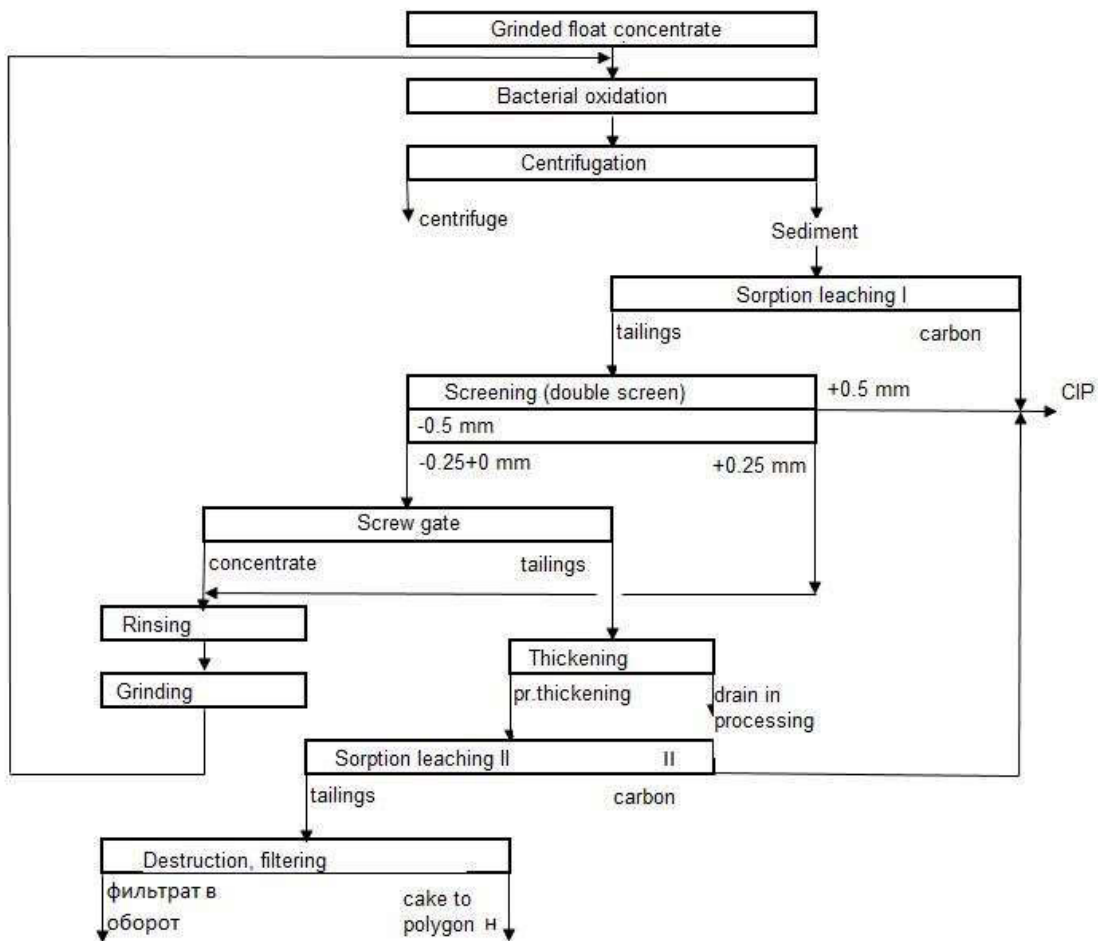 Grinded float concentrate
Bacterial oxidation
Centrifugation
centrifuge
Sediment
Sorption leaching I
tailings
carbon
Screening (double screen)
+0.5 mm
CIP
-0.5 mm
-0.25+0 mm
+0.25 mm
Screw gate
concentrate
tailings
Rinsing
Thickening
Grinding
pr.thickening
drain in
processing
Sorption leaching II II
tailings
carbon
Destruction, filtering
фильтрат в
оборот
cake to
polygon н